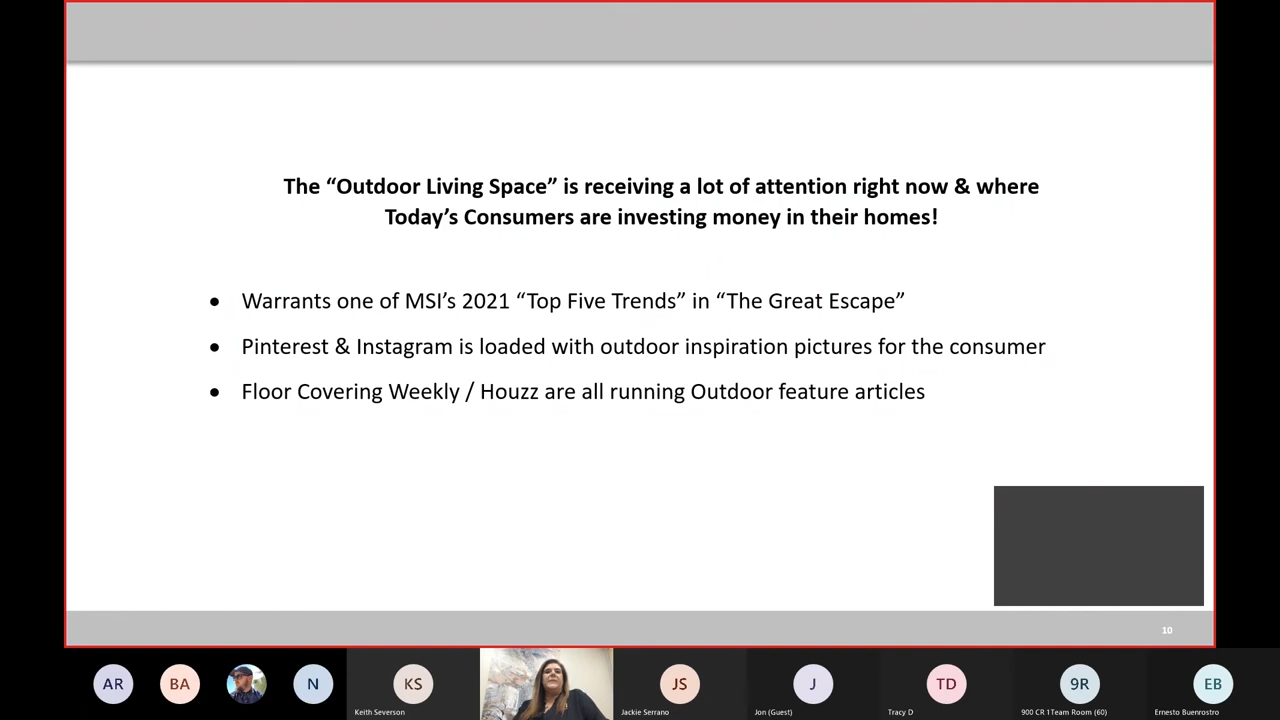 The “Outdoor Living Space” is receiving a lot of attention right now & where
Today’s Consumers are investing money in their homes!
• Warrants one of MSI’s 2021 “Top Five Trends” in “The Great Escape”
• Pinterest & Instagram is loaded with outdoor inspiration pictures for the consumer
• Floor Covering Weekly / Houzz are all running Outdoor feature articles
10
AR
BA
N
KS
JS
J
TD
9R
EB
Keith Severson
Jackie Serrano
Jon (Guest)
Tracy D
900 CR 1Team Room (60)
Ernesto Buenrostro